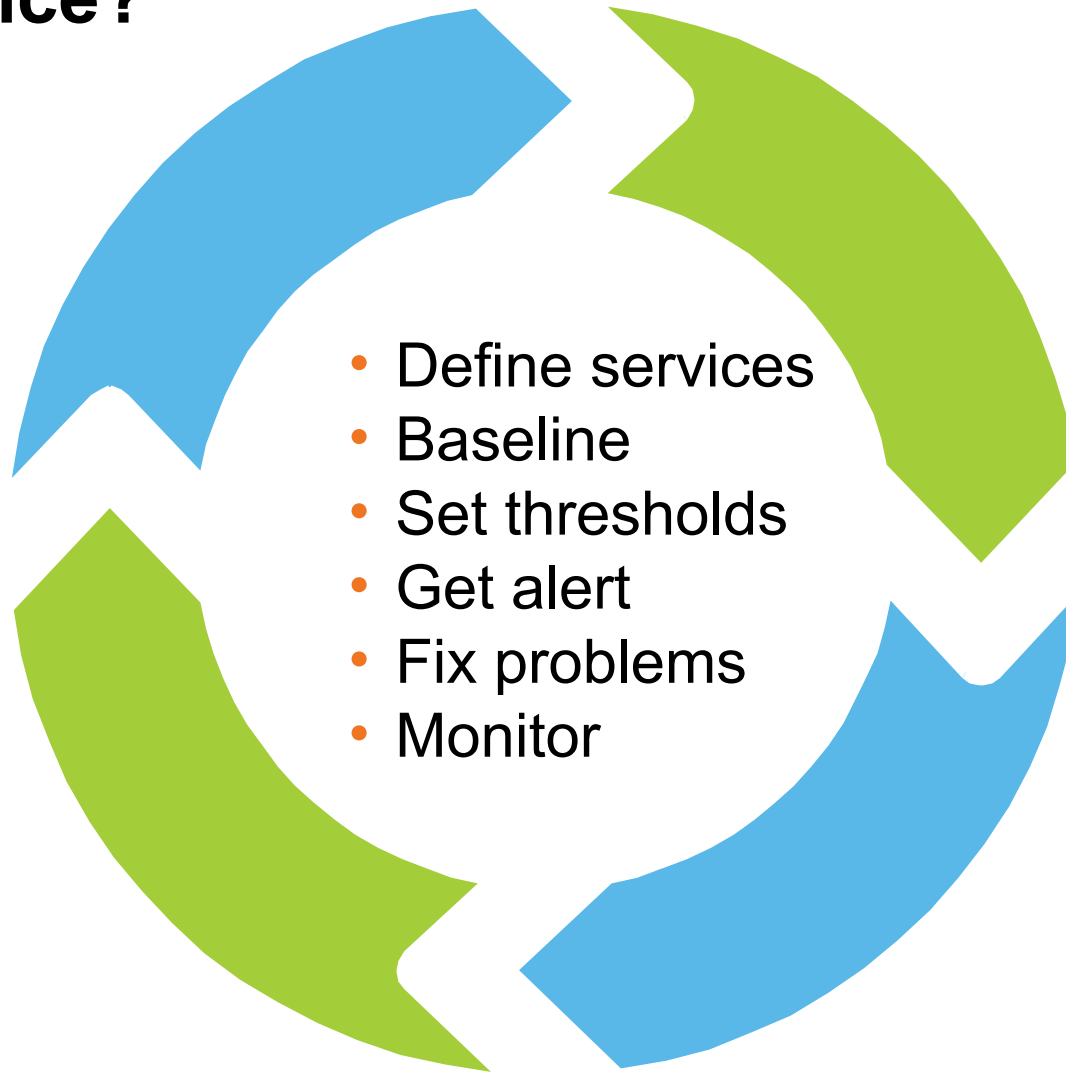 ice?
• Define services
• Baseline
• Set thresholds
• Get alert
• Fix problems
• Monitor